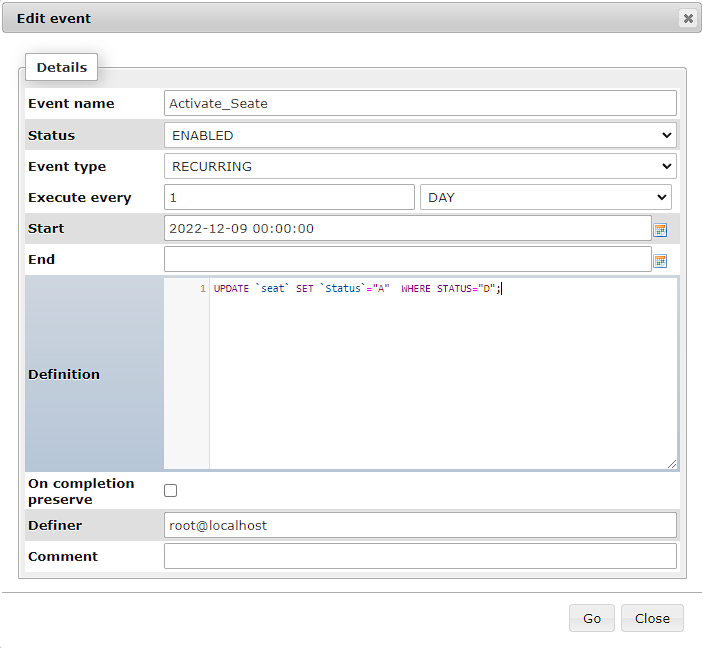 Edit event
Details
Event name Activate_Seate
Status ENABLED
Event type RECURRING
Execute every 1 DAY
Start 2022-12-09 00:00:00
End
1 UPDATE `seat` SET `Status`="A"  WHERE STATUS="D";
Definition
On completion
preserve
Definer root@localhost
Comment
Go Close